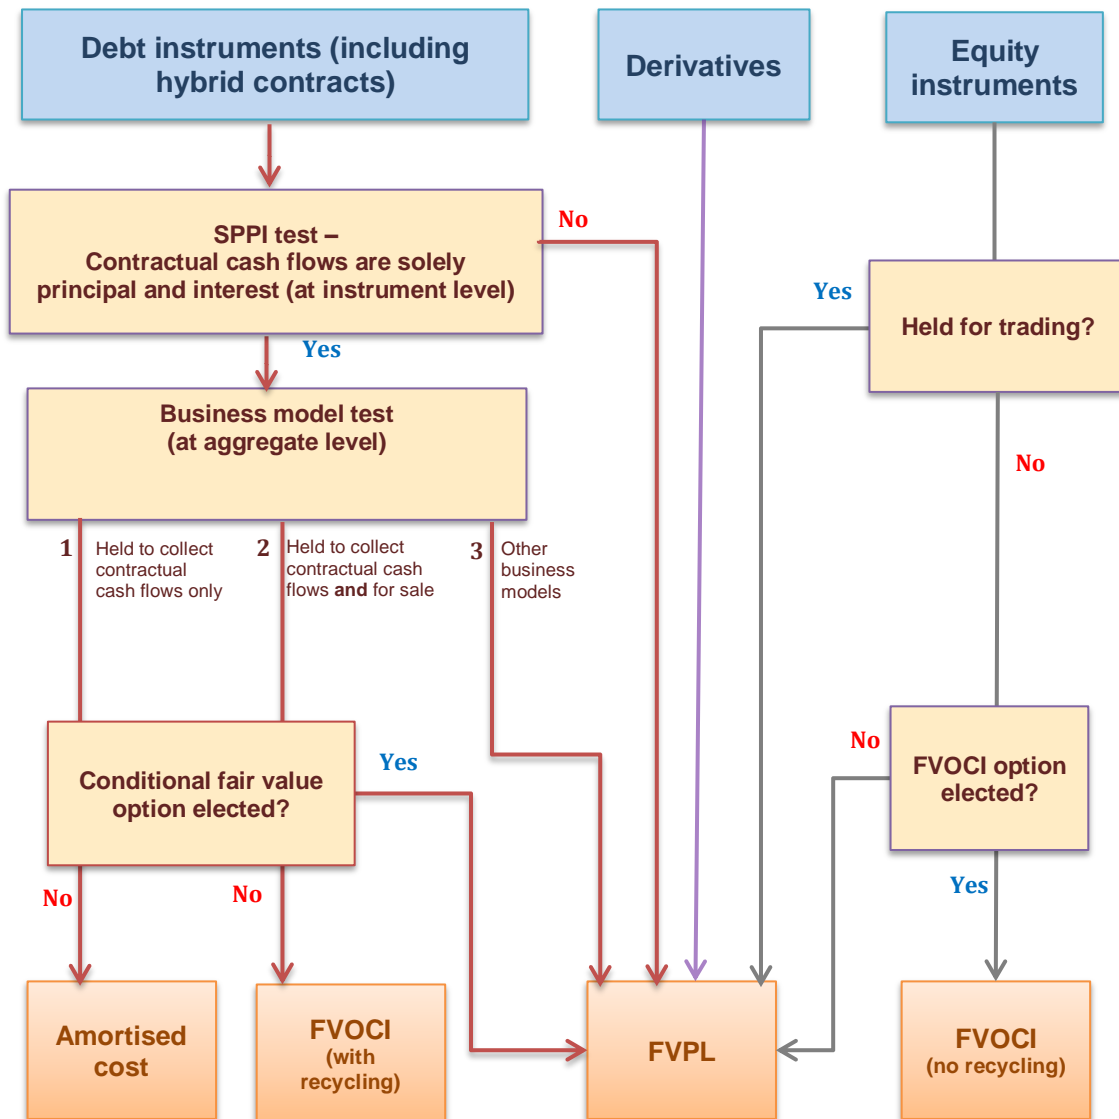 Debt instruments (including
hybrid contracts)
Derivatives
Equity
instruments
SPPI test –
Contractual cash flows are solely
principal and interest (at instrument level)
No
Yes
Held for trading?
Yes
Business model test
(at aggregate level)
No
1
Held to collect
contractual
cash flows only
2
Held to collect
contractual cash
flows and for sale
3
Other
business
models
Conditional fair value
option elected?
Yes
No
FVOCI option
elected?
No
No
Yes
Amortised
cost
FVOCI
(with
recycling)
FVPL
FVOCI
(no recycling)